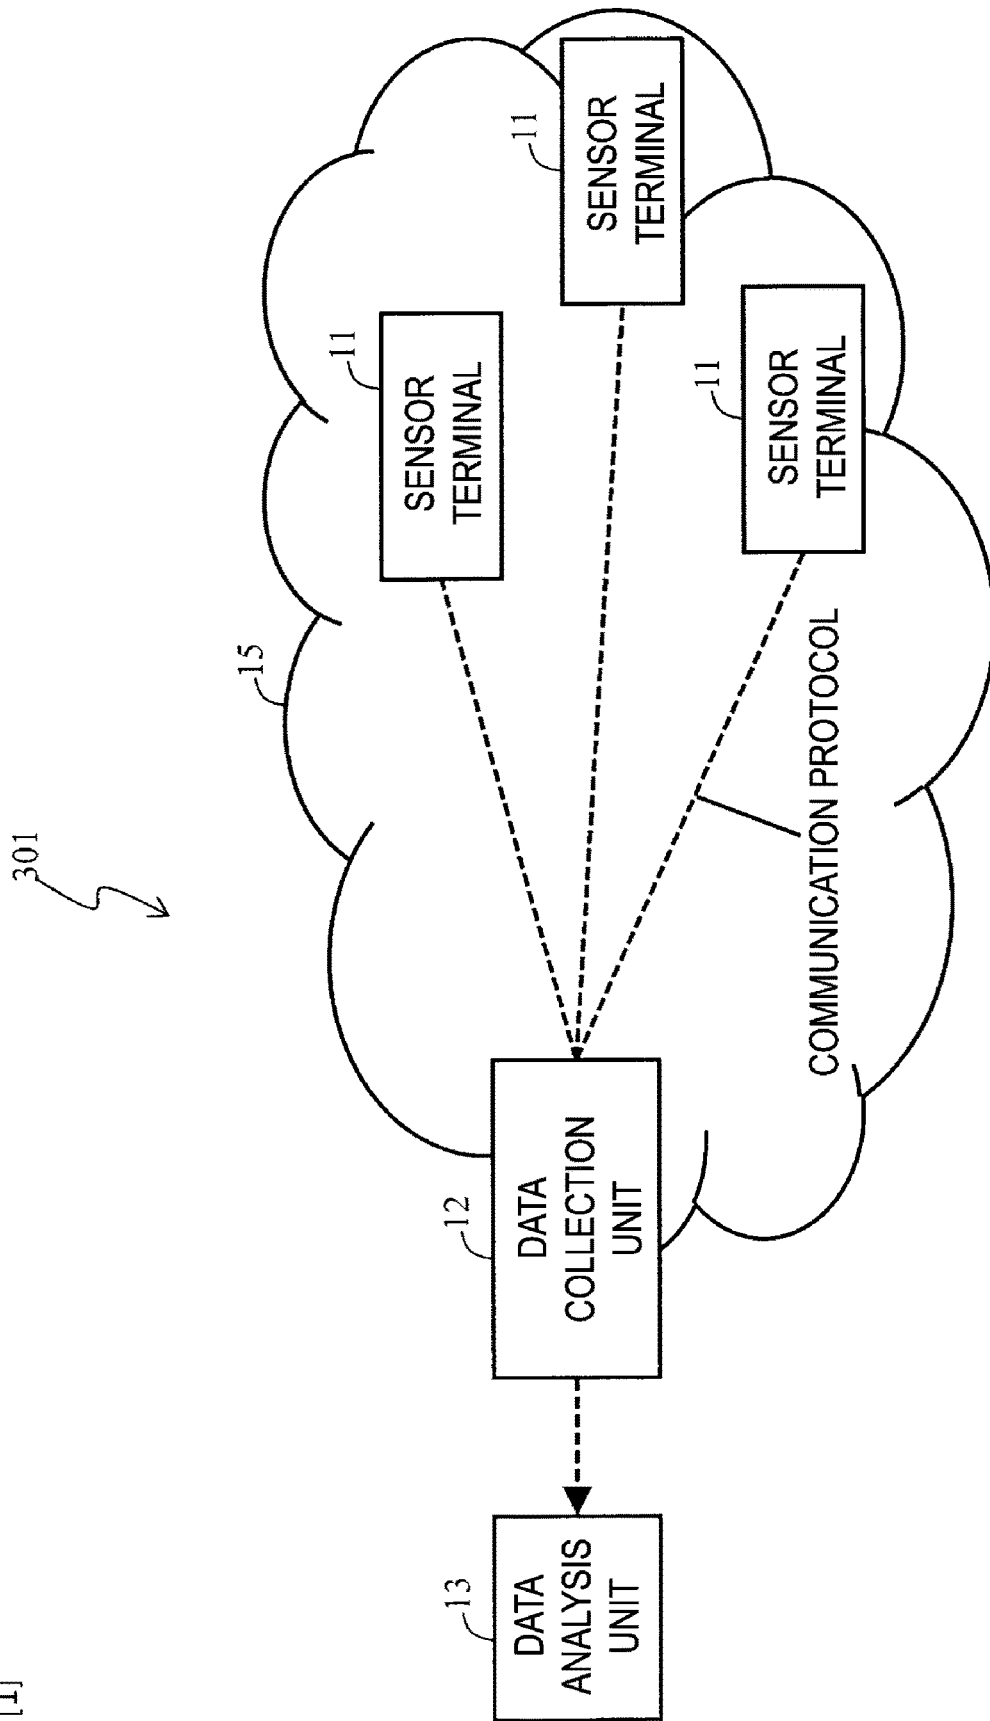 301
15
11
SENSOR
TERMINAL
11
SENSOR
TERMINAL
11
SENSOR
TERMINAL
COMMUNICATION PROTOCOL
12
DATA
COLLECTION
UNIT
13
DATA
ANALYSIS
UNIT